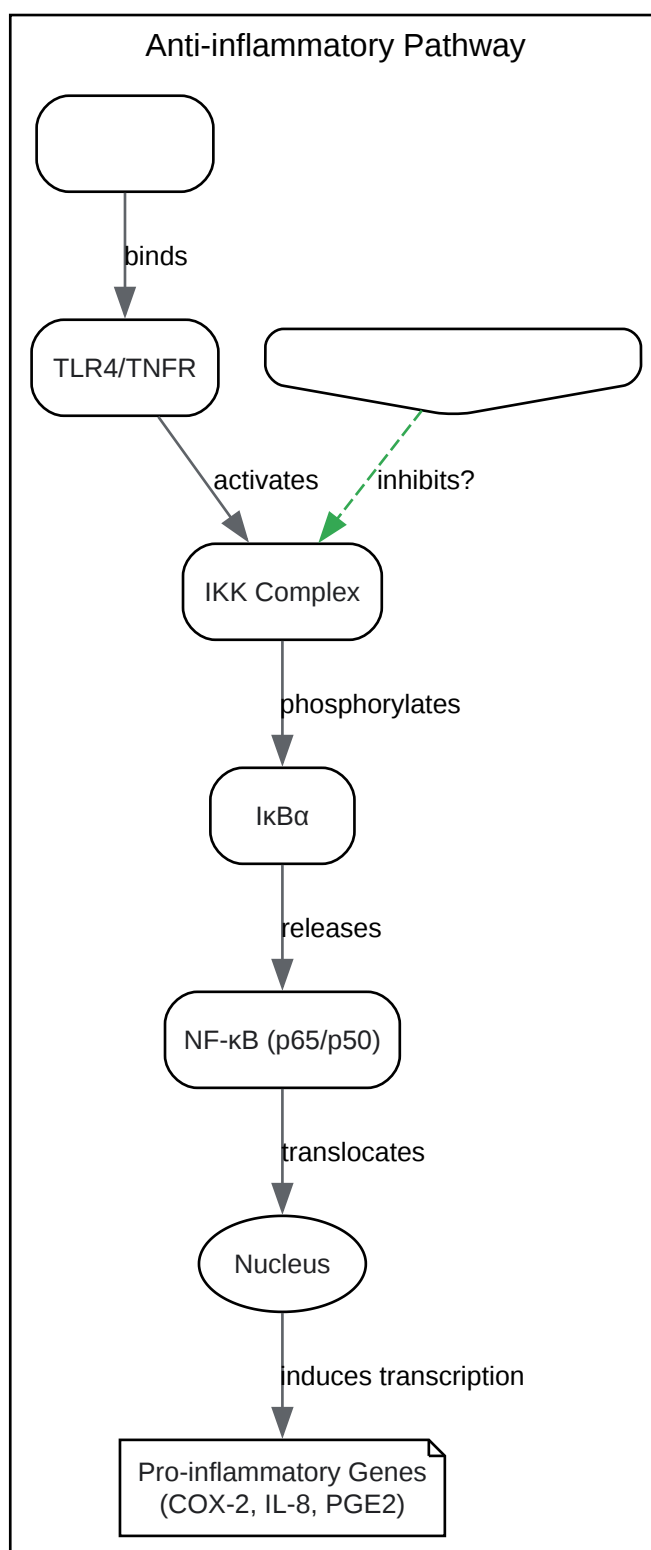 Anti-inflammatory Pathway
binds
TLR4/TNFR
activates
inhibits?
IKK Complex
phosphorylates
IκBα
releases
NF-κB (p65/p50)
translocates
Nucleus
induces transcription
Pro-inflammatory Genes
(COX-2, IL-8, PGE2)